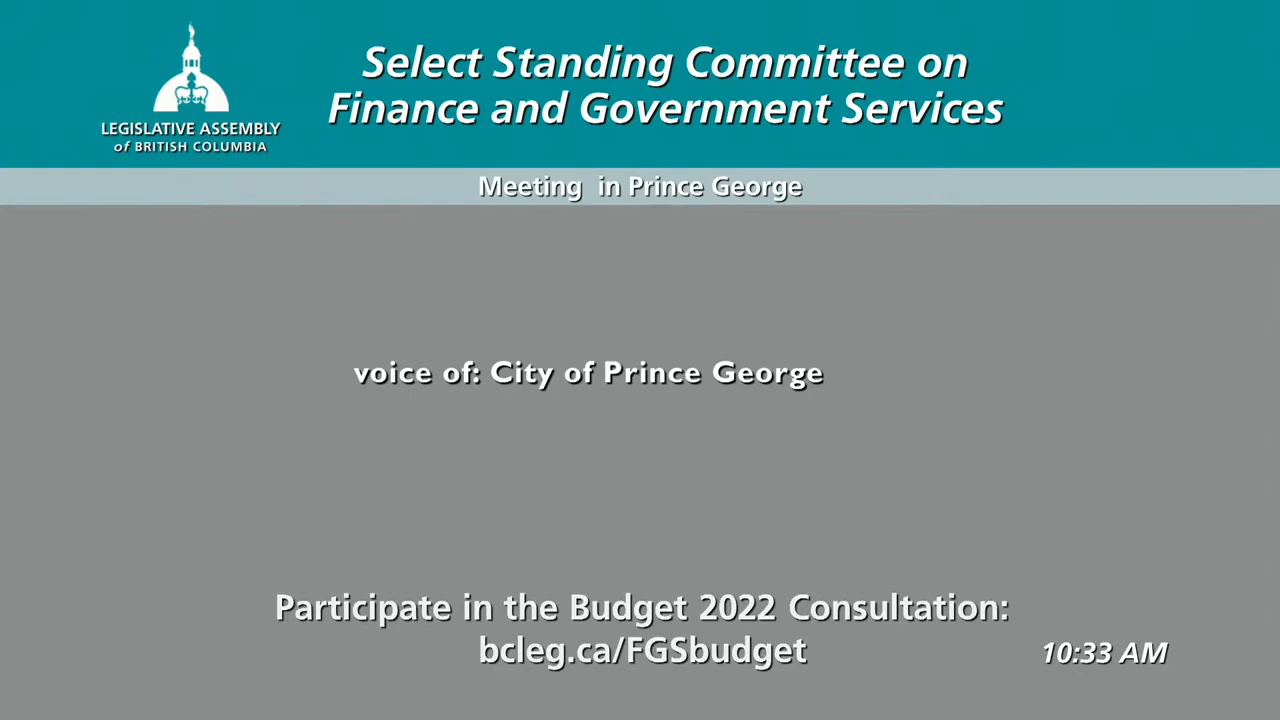 Select Standing Committee on
Finance and Government Services
LEGISLATIVE ASSEMBLY
of BRITISH COLUMBIA
Meeting in Prince George
voice of: City of Prince George
Participate in the Budget 2022 Consultation:
bcleg.ca/FGSbudget
10:33 AM